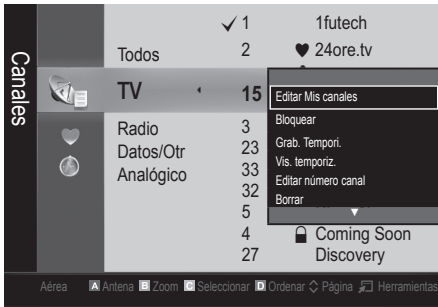 Canales
✓ 1 1futech
Todos 2 ♥ 24ore.tv
TV 15
Radio 3
Datos/Otr 23
Analógico 33
32
5
4 Coming Soon
27 Discovery
Editar Mis canales
Bloquear
Grab. Tempori.
Vis. temporiz.
Editar número canal
Borrar
▼
Aérea A Antena B Zoom C Seleccionar D Ordenar Página Herramientas